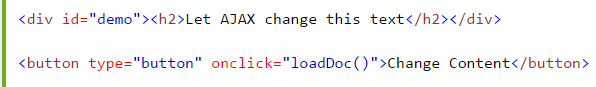 <div id="demo"><h2>Let AJAX change this text</h2></div>
<button type="button" onclick="loadDoc()">Change Content</button>